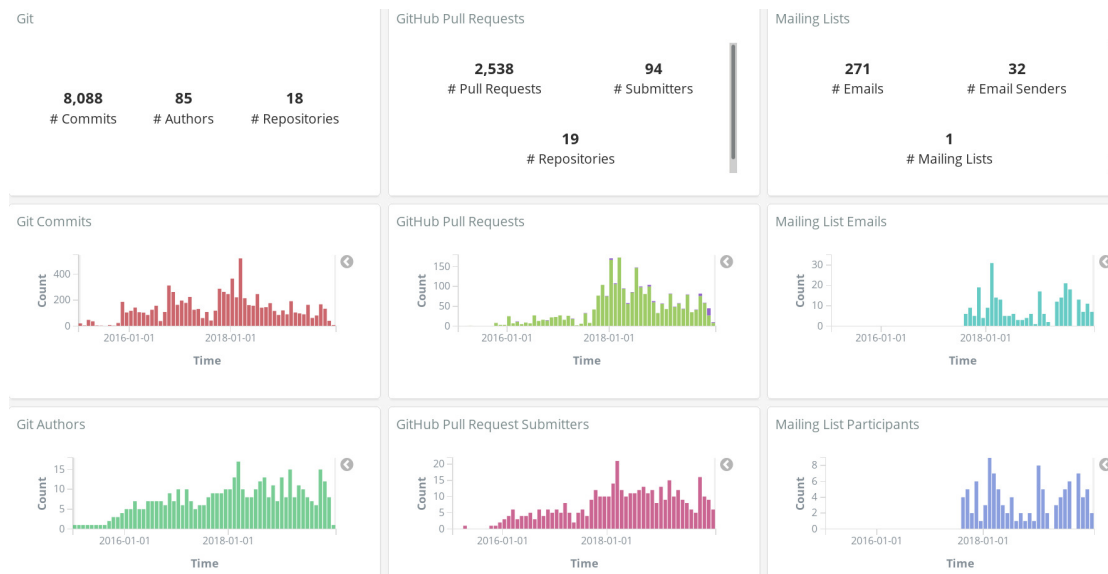 Git
8,088
# Commits
85
# Authors
18
# Repositories
GitHub Pull Requests
2,538
# Pull Requests
94
# Submitters
19
# Repositories
Mailing Lists
271
# Emails
32
# Email Senders
1
# Mailing Lists
Git Commits
Count
400
200
0
2016-01-01
2018-01-01
Time
GitHub Pull Requests
Count
150
100
50
0
2016-01-01
2018-01-01
Time
Mailing List Emails
Count
30
20
10
0
2016-01-01
2018-01-01
Time
Git Authors
Count
15
10
5
0
2016-01-01
2018-01-01
Time
GitHub Pull Request Submitters
Count
20
15
10
5
0
2016-01-01
2018-01-01
Time
Mailing List Participants
Count
8
6
4
2
0
2016-01-01
2018-01-01
Time